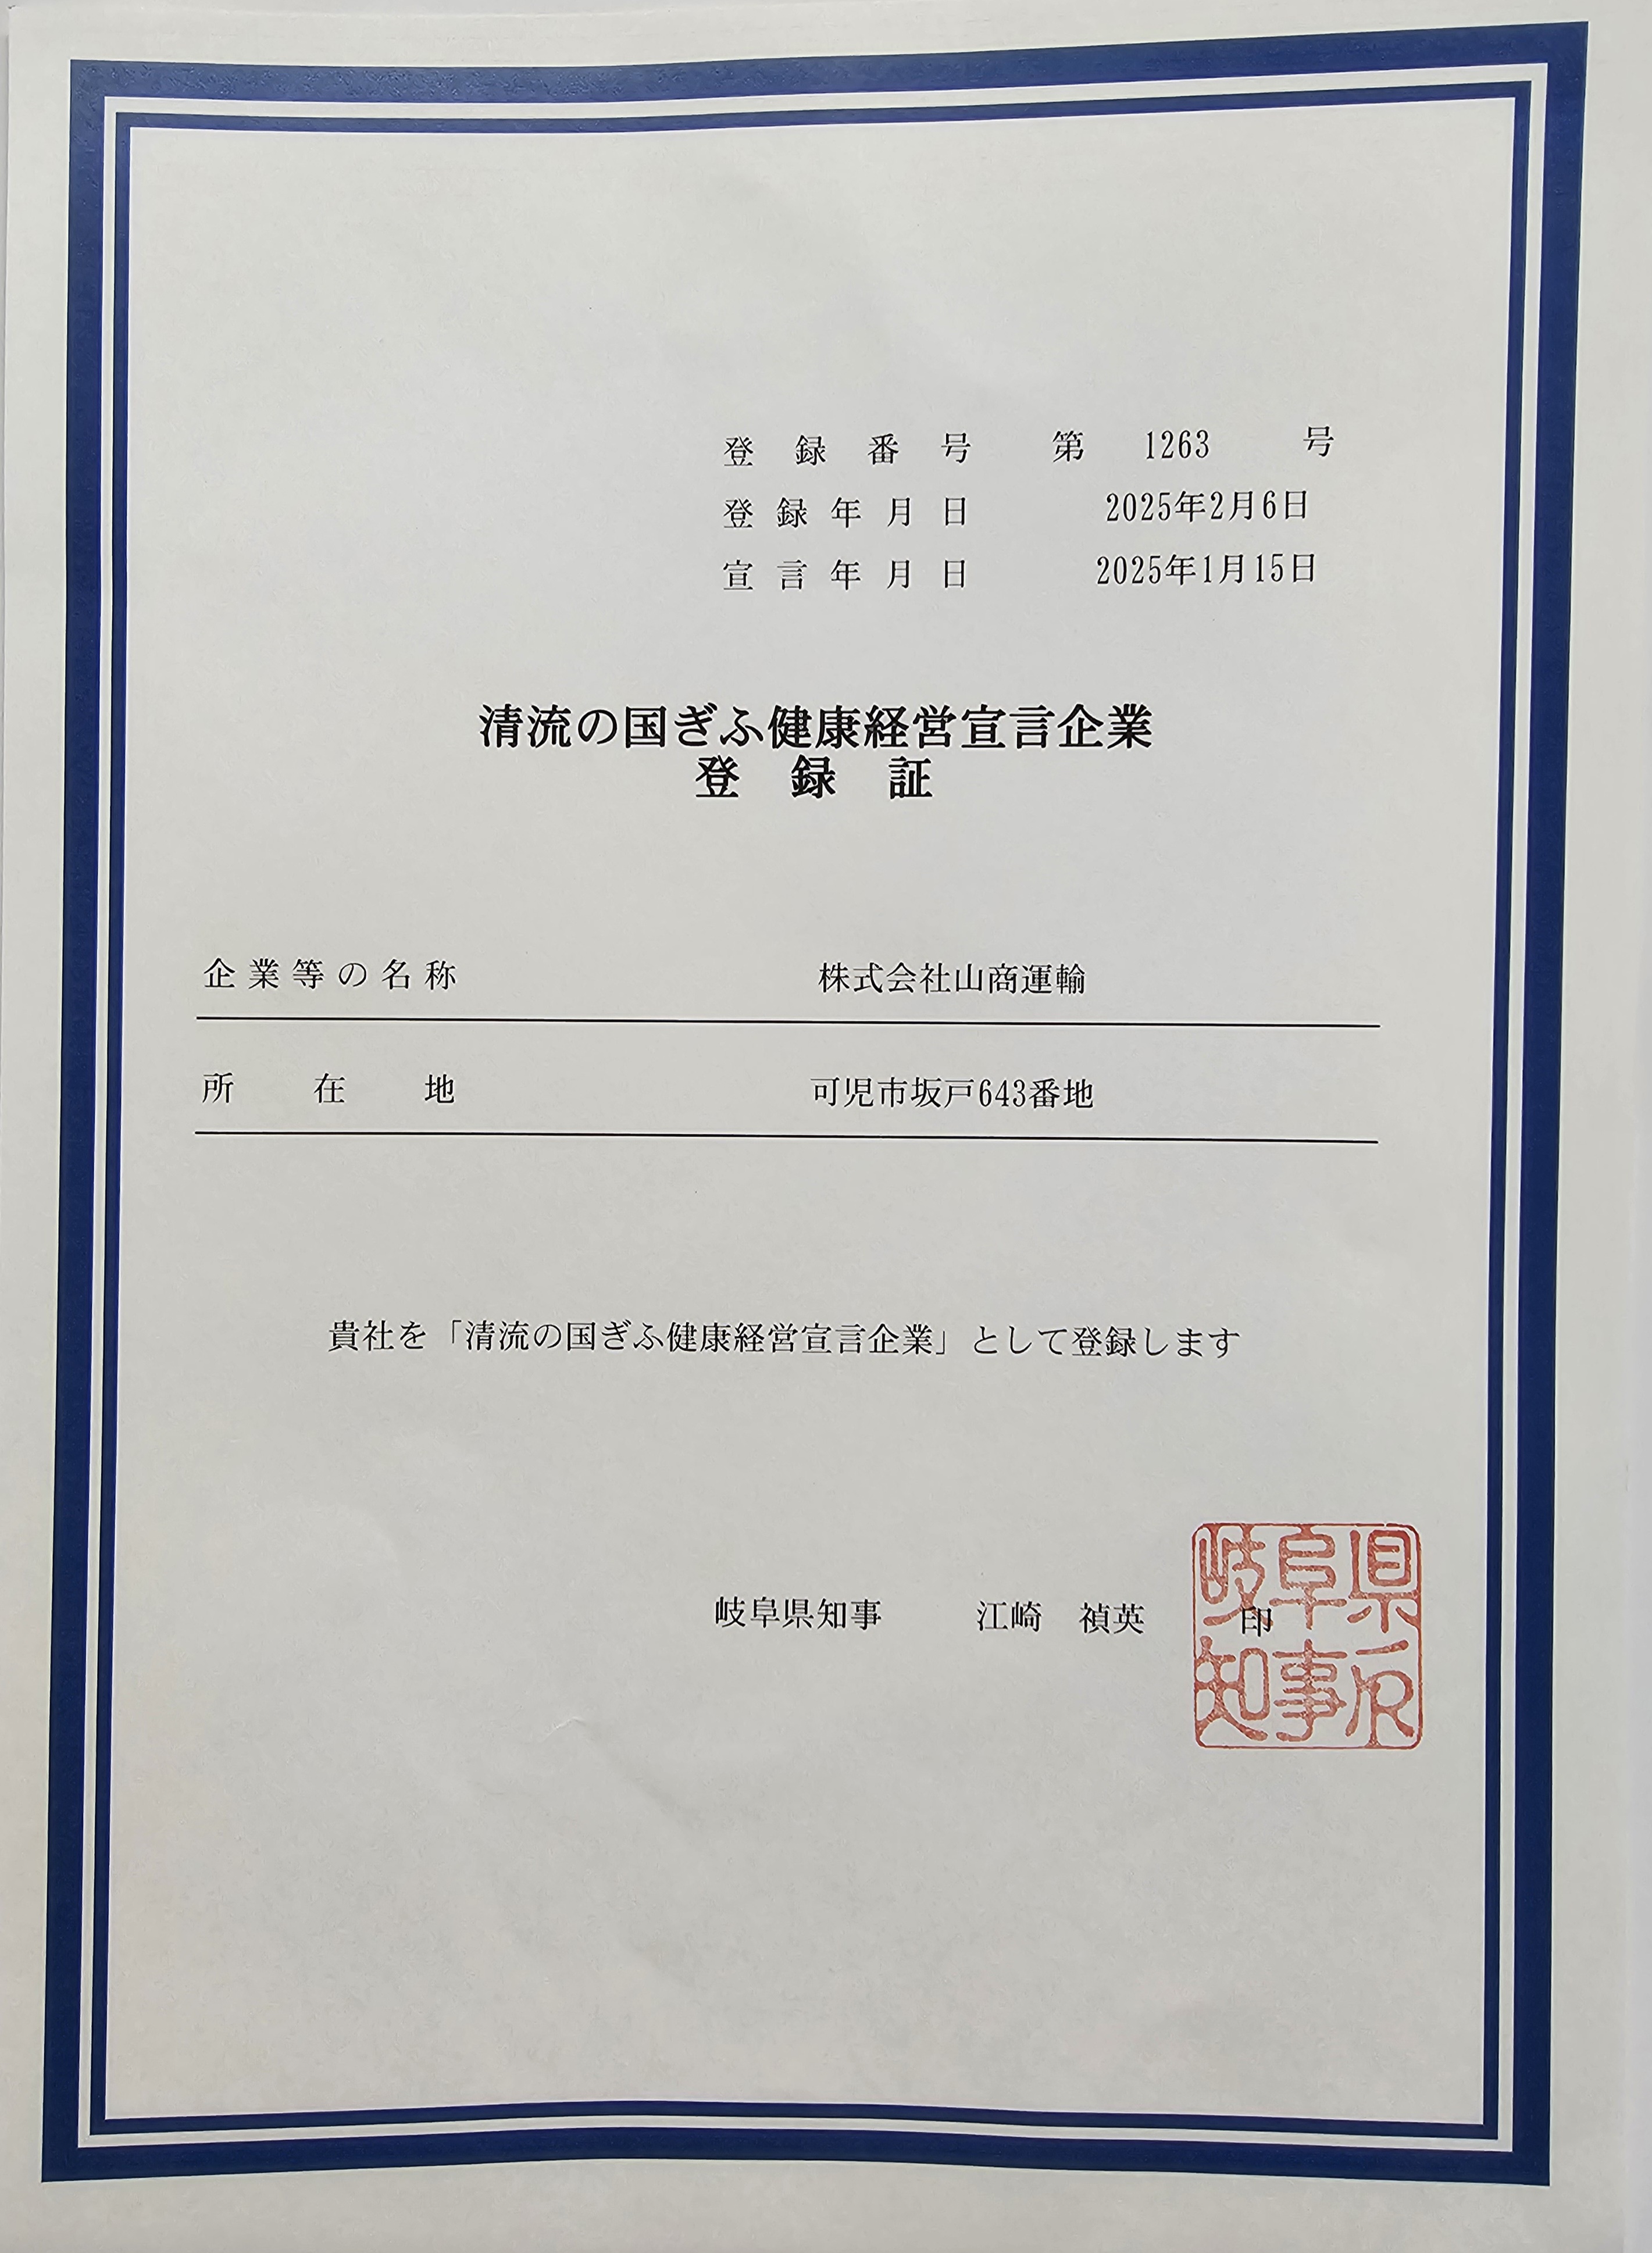 登録番号 第 1263 号
登録年月日 2025年2月6日
宣言年月日 2025年1月15日
清流の国ぎふ健康経営宣言企業
登録証
企業等の名称 株式会社山商運輸
所在地 可児市坂戸643番地
貴社を「清流の国ぎふ健康経営宣言企業」として登録します
岐阜県知事 江崎 禎英 印
岐阜県
知事印